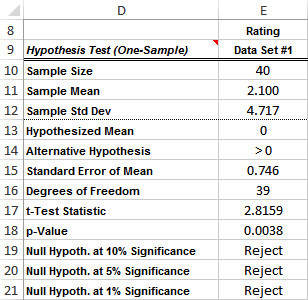 D E
8 Rating
9 Hypothesis Test (One-Sample) Data Set #1
10 Sample Size 40
11 Sample Mean 2.100
12 Sample Std Dev 4.717
13 Hypothesized Mean 0
14 Alternative Hypothesis > 0
15 Standard Error of Mean 0.746
16 Degrees of Freedom 39
17 t-Test Statistic 2.8159
18 p-Value 0.0038
19 Null Hypoth. at 10% Significance Reject
20 Null Hypoth. at 5% Significance Reject
21 Null Hypoth. at 1% Significance Reject